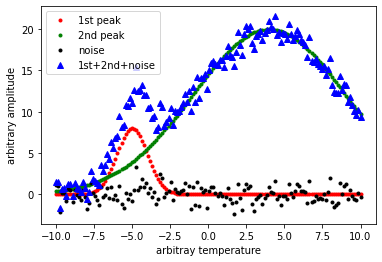 1st peak
2nd peak
noise
1st+2nd+noise
arbitrary amplitude
20
15
10
5
0
−10.0 −7.5 −5.0 −2.5 0.0 2.5 5.0 7.5 10.0
arbitray temperature